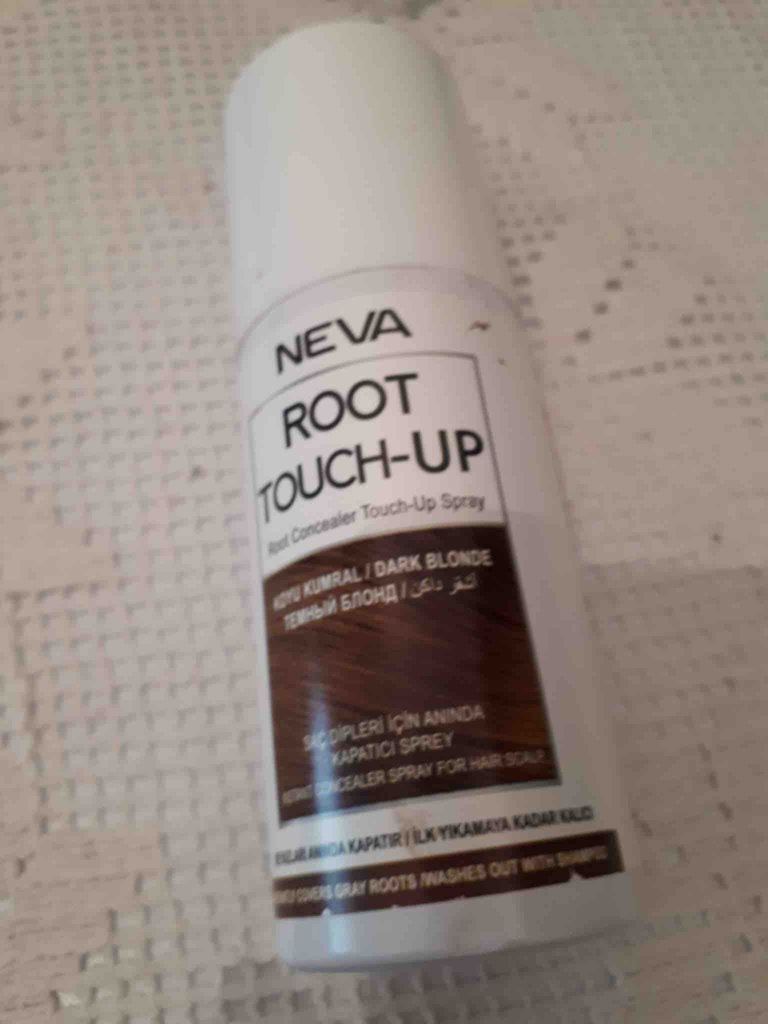 NEVA
ROOT
TOUCH-UP
Root Concealer Touch-Up Spray
KOYU KUMRAL / DARK BLONDE
ТЕМНЫЙ БЛОНД / أشقر داكن
SAÇ DİPLERİ İÇİN ANINDA
KAPATICI SPREY
INSTANT CONCEALER SPRAY FOR HAIR SCALP
ANINDA KAPATIR / İLK YIKAMAYA KADAR KALICI
COVERS GRAY ROOTS /WASHES OUT WITH SHAMPOO